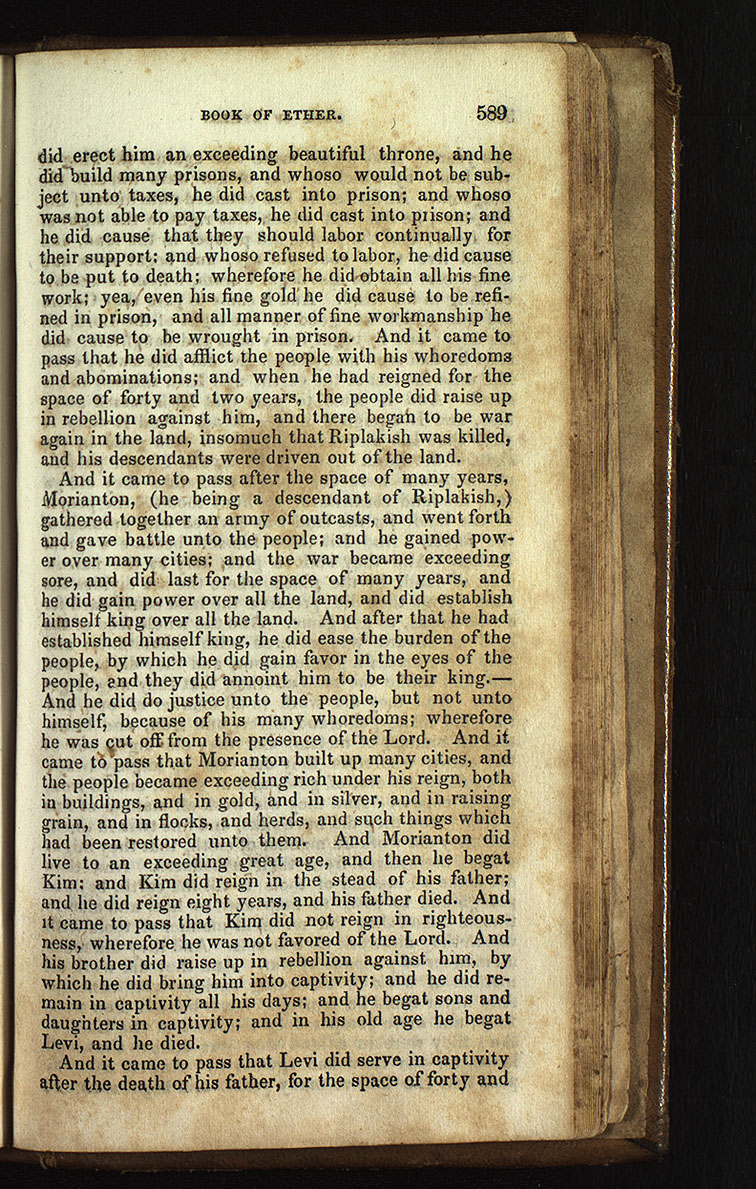 BOOK OF ETHER. 589
did erect him an exceeding beautiful throne, and he
did build many prisons, and whoso would not be sub-
ject unto taxes, he did cast into prison; and whoso
was not able to pay taxes, he did cast into prison; and
he did cause that they should labor continually for
their support: and whoso refused to labor, he did cause
to be put to death; wherefore he did obtain all his fine
work; yea, even his fine gold he did cause to be refi-
ned in prison, and all manner of fine workmanship he
did cause to be wrought in prison. And it came to
pass that he did afflict the people with his whoredoms
and abominations; and when he had reigned for the
space of forty and two years, the people did raise up
in rebellion against him, and there began to be war
again in the land, insomuch that Riplakish was killed,
and his descendants were driven out of the land.
And it came to pass after the space of many years,
Morianton, (he being a descendant of Riplakish,)
gathered together an army of outcasts, and went forth
and gave battle unto the people; and he gained pow-
er over many cities; and the war became exceeding
sore, and did last for the space of many years, and
he did gain power over all the land, and did establish
himself king over all the land. And after that he had
established himself king, he did ease the burden of the
people, by which he did gain favor in the eyes of the
people, and they did annoint him to be their king.—
And he did do justice unto the people, but not unto
himself, because of his many whoredoms; wherefore
he was cut off from the presence of the Lord. And it
came to pass that Morianton built up many cities, and
the people became exceeding rich under his reign, both
in buildings, and in gold, and in silver, and in raising
grain, and in flocks, and herds, and such things which
had been restored unto them. And Morianton did
live to an exceeding great age, and then he begat
Kim; and Kim did reign in the stead of his father;
and he did reign eight years, and his father died. And
it came to pass that Kim did not reign in righteous-
ness, wherefore he was not favored of the Lord. And
his brother did raise up in rebellion against him, by
which he did bring him into captivity; and he did re-
main in captivity all his days; and he begat sons and
daughters in captivity; and in his old age he begat
Levi, and he died.
And it came to pass that Levi did serve in captivity
after the death of his father, for the space of forty and